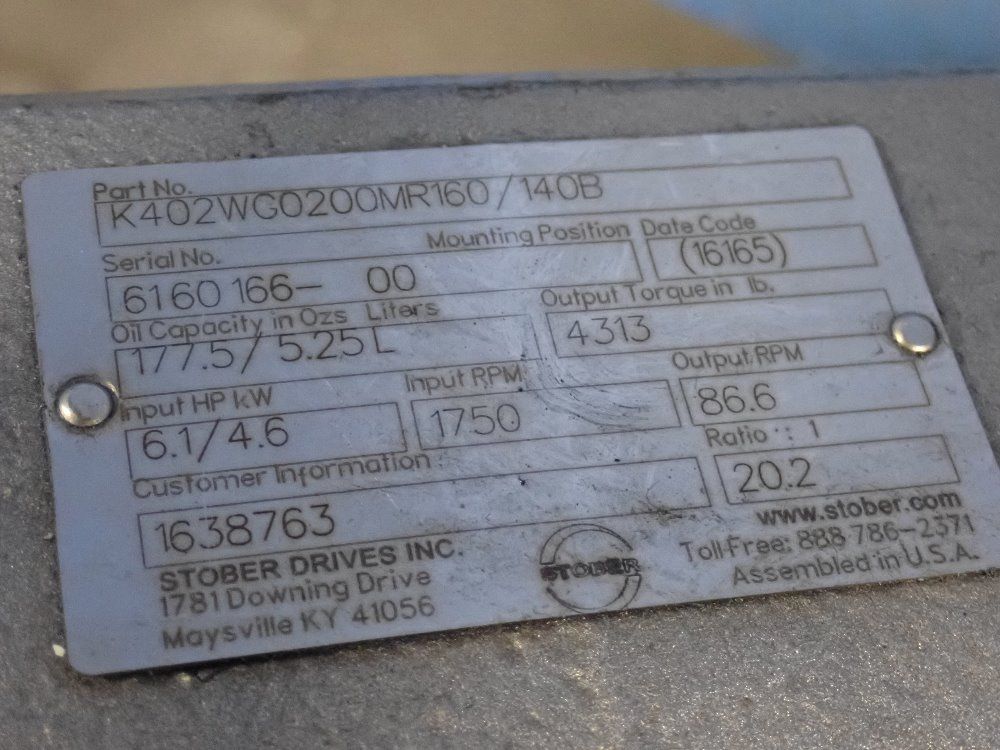 Part No.
K402WG0200MR160/140B
Serial No. Mounting Position Date Code
6160166- 00 (16165)
Oil Capacity in Ozs Liters Output Torque in lb.
177.5/5.25L 4313
Input HP kW Input RPM Output RPM
6.1/4.6 1750 86.6
Customer Information: Ratio : 1
1638763 20.2
STOBER DRIVES INC. STOBER www.stober.com
1781 Downing Drive Toll-Free: 888 786-2371
Maysville KY 41056 Assembled in U.S.A.